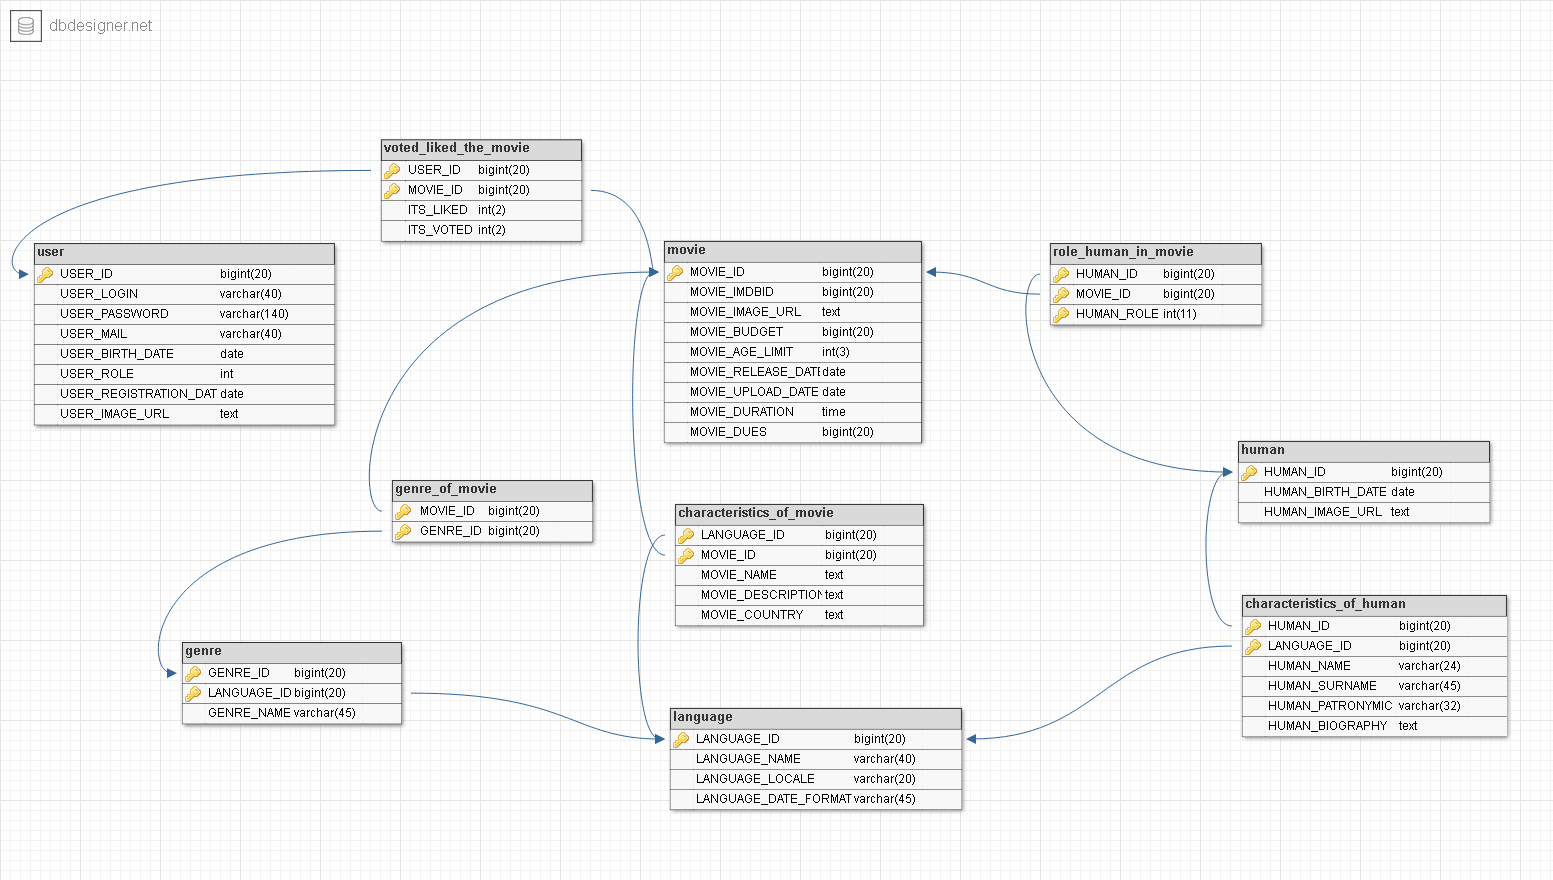 dbdesigner.net
voted_liked_the_movie
USER_ID bigint(20)
MOVIE_ID bigint(20)
ITS_LIKED int(2)
ITS_VOTED int(2)
user
USER_ID bigint(20)
USER_LOGIN varchar(40)
USER_PASSWORD varchar(140)
USER_MAIL varchar(40)
USER_BIRTH_DATE date
USER_ROLE int
USER_REGISTRATION_DAT date
USER_IMAGE_URL text
movie
MOVIE_ID bigint(20)
MOVIE_IMDBID bigint(20)
MOVIE_IMAGE_URL text
MOVIE_BUDGET bigint(20)
MOVIE_AGE_LIMIT int(3)
MOVIE_RELEASE_DATE date
MOVIE_UPLOAD_DATE date
MOVIE_DURATION time
MOVIE_DUES bigint(20)
role_human_in_movie
HUMAN_ID bigint(20)
MOVIE_ID bigint(20)
HUMAN_ROLE int(11)
human
HUMAN_ID bigint(20)
HUMAN_BIRTH_DATE date
HUMAN_IMAGE_URL text
genre_of_movie
MOVIE_ID bigint(20)
GENRE_ID bigint(20)
characteristics_of_movie
LANGUAGE_ID bigint(20)
MOVIE_ID bigint(20)
MOVIE_NAME text
MOVIE_DESCRIPTION text
MOVIE_COUNTRY text
characteristics_of_human
HUMAN_ID bigint(20)
LANGUAGE_ID bigint(20)
HUMAN_NAME varchar(24)
HUMAN_SURNAME varchar(45)
HUMAN_PATRONYMIC varchar(32)
HUMAN_BIOGRAPHY text
genre
GENRE_ID bigint(20)
LANGUAGE_ID bigint(20)
GENRE_NAME varchar(45)
language
LANGUAGE_ID bigint(20)
LANGUAGE_NAME varchar(40)
LANGUAGE_LOCALE varchar(20)
LANGUAGE_DATE_FORMAT varchar(45)